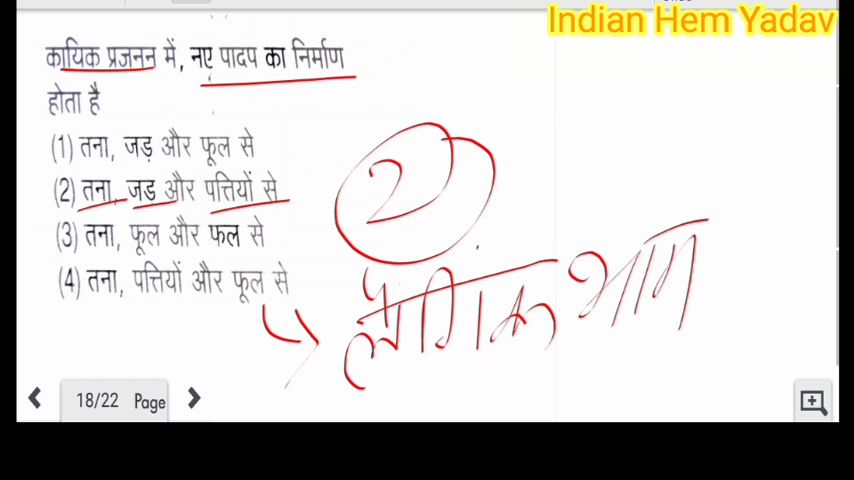 Indian Hem Yadav
कायिक प्रजनन में, नए पादप का निर्माण
होता है
(1) तना, जड़ और फूल से
(2) तना, जड़ और पत्तियों से
(3) तना, फूल और फल से
(4) तना, पत्तियों और फूल से
2
लैंगिक भाग
18/22 Page